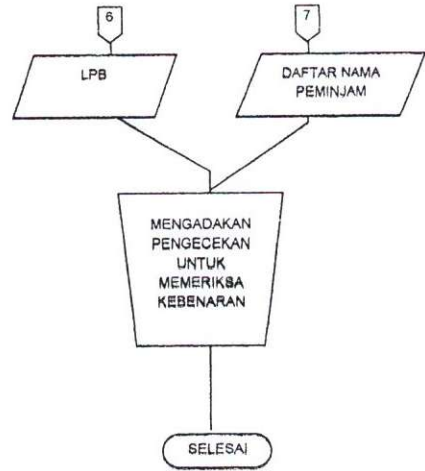 6
7
LPB
DAFTAR NAMA
PEMINJAM
MENGADAKAN
PENGECEKAN
UNTUK
MEMERIKSA
KEBENARAN
SELESAI